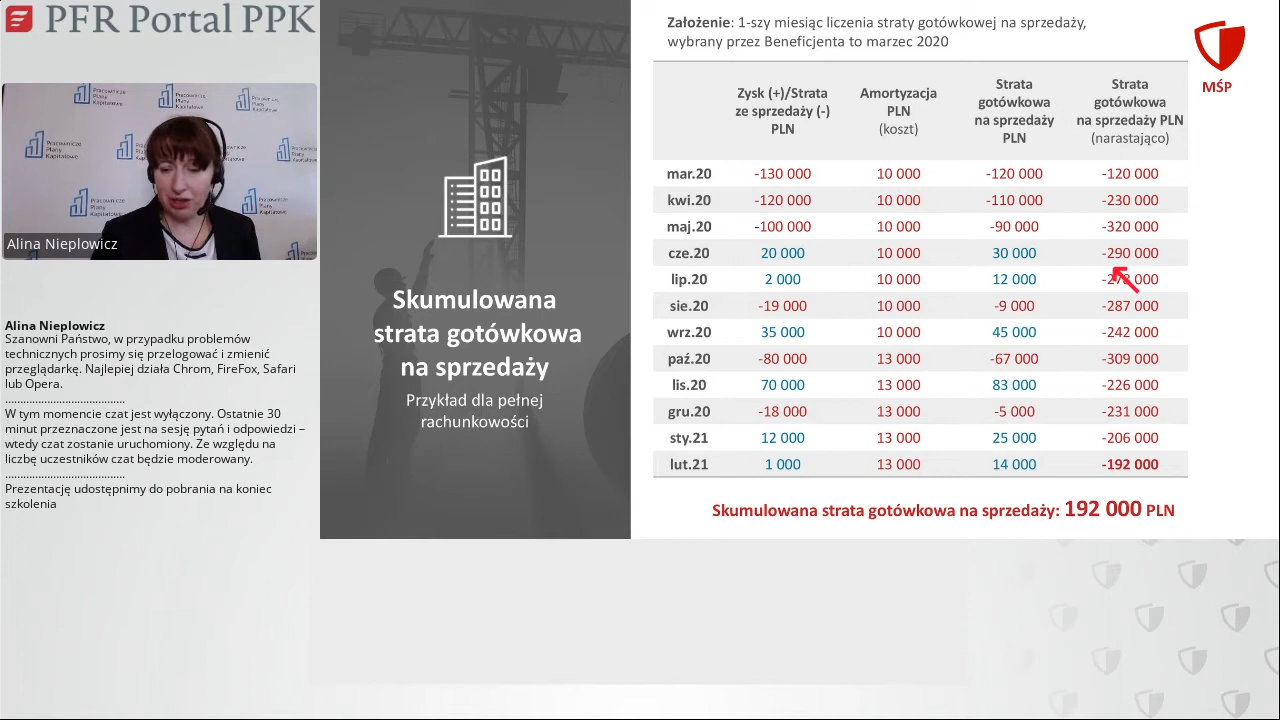 PFR Portal PPK
Pracownicze
Plany
Kapitałowe
Alina Nieplowicz
Alina Nieplowicz
Szanowni Państwo, w przypadku problemów
technicznych prosimy się przelogować i zmienić
przeglądarkę. Najlepiej działa Chrom, FireFox, Safari
lub Opera.
........................................
W tym momencie czat jest wyłączony. Ostatnie 30
minut przeznaczone jest na sesję pytań i odpowiedzi –
wtedy czat zostanie uruchomiony. Ze względu na
liczbę uczestników czat będzie moderowany.
........................................
Prezentację udostępnimy do pobrania na koniec
szkolenia
Skumulowana
strata gotówkowa
na sprzedaży
Przykład dla pełnej
rachunkowości
Założenie: 1-szy miesiąc liczenia straty gotówkowej na sprzedaży,
wybrany przez Beneficjenta to marzec 2020
MŚP
Zysk (+)/Strata
ze sprzedaży (-)
PLN
Amortyzacja
PLN
(koszt)
Strata
gotówkowa
na sprzedaży
PLN
Strata
gotówkowa
na sprzedaży PLN
(narastająco)
mar.20 -130 000 10 000 -120 000 -120 000
kwi.20 -120 000 10 000 -110 000 -230 000
maj.20 -100 000 10 000 -90 000 -320 000
cze.20 20 000 10 000 30 000 -290 000
lip.20 2 000 10 000 12 000
sie.20 -19 000 10 000 -9 000 -287 000
wrz.20 35 000 10 000 45 000 -242 000
paź.20 -80 000 13 000 -67 000 -309 000
lis.20 70 000 13 000 83 000 -226 000
gru.20 -18 000 13 000 -5 000 -231 000
sty.21 12 000 13 000 25 000 -206 000
lut.21 1 000 13 000 14 000 -192 000
Skumulowana strata gotówkowa na sprzedaży: 192 000 PLN